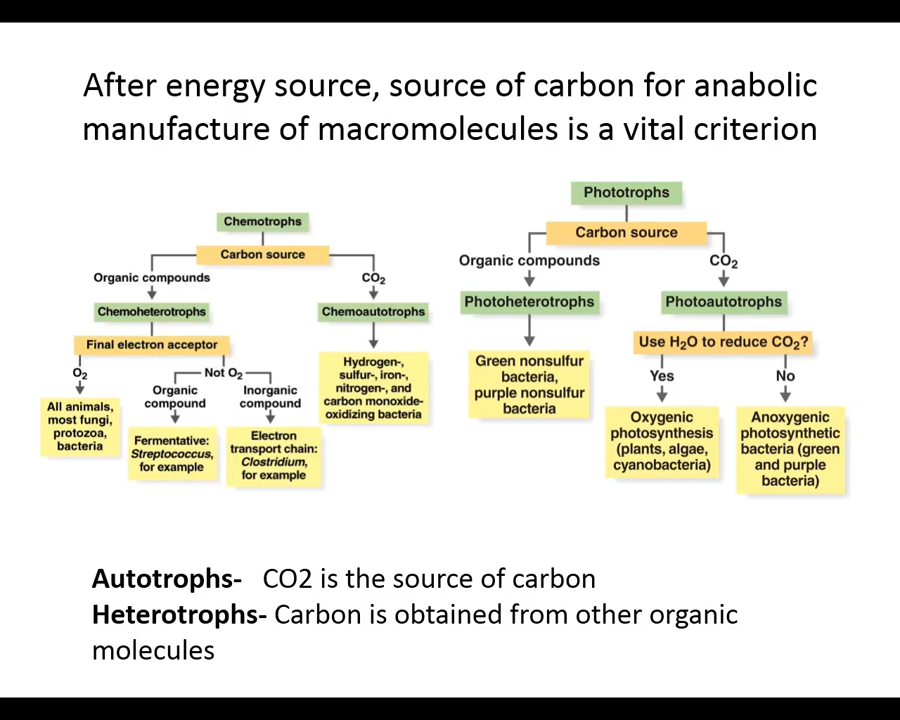 After energy source, source of carbon for anabolic
manufacture of macromolecules is a vital criterion
Chemotrophs
Carbon source
Organic compounds
CO₂
Chemoheterotrophs
Chemoautotrophs
Final electron acceptor
O₂
Not O₂
Organic
compound
Inorganic
compound
All animals,
most fungi,
protozoa,
bacteria
Fermentative:
Streptococcus,
for example
Electron
transport chain:
Clostridium,
for example
Hydrogen-,
sulfur-, iron-,
nitrogen-, and
carbon monoxide-
oxidizing bacteria
Phototrophs
Carbon source
Organic compounds
CO₂
Photoheterotrophs
Photoautotrophs
Green nonsulfur
bacteria,
purple nonsulfur
bacteria
Use H₂O to reduce CO₂?
Yes
No
Oxygenic
photosynthesis
(plants, algae,
cyanobacteria)
Anoxygenic
photosynthetic
bacteria (green
and purple
bacteria)
Autotrophs- CO2 is the source of carbon
Heterotrophs- Carbon is obtained from other organic
molecules